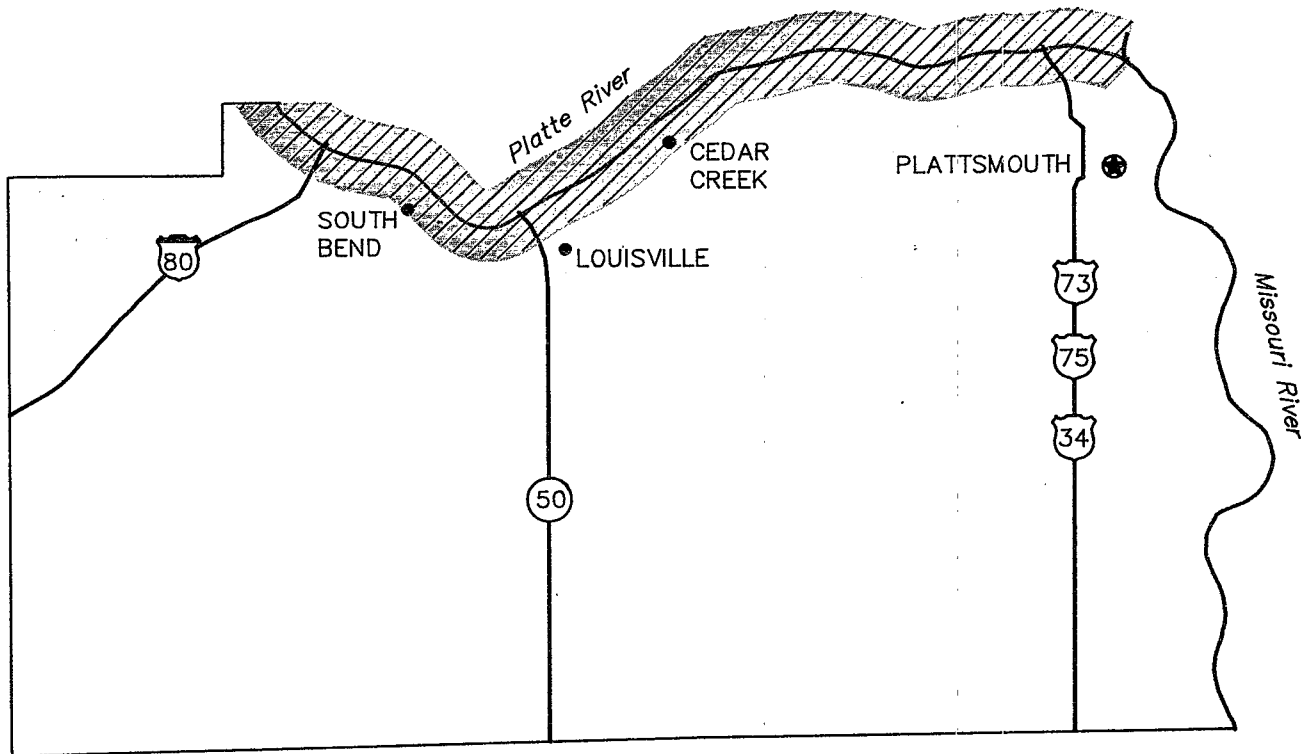 Platte River
CEDAR
CREEK
PLATTSMOUTH
SOUTH
BEND
LOUISVILLE
80
73
75
34
50
Missouri River